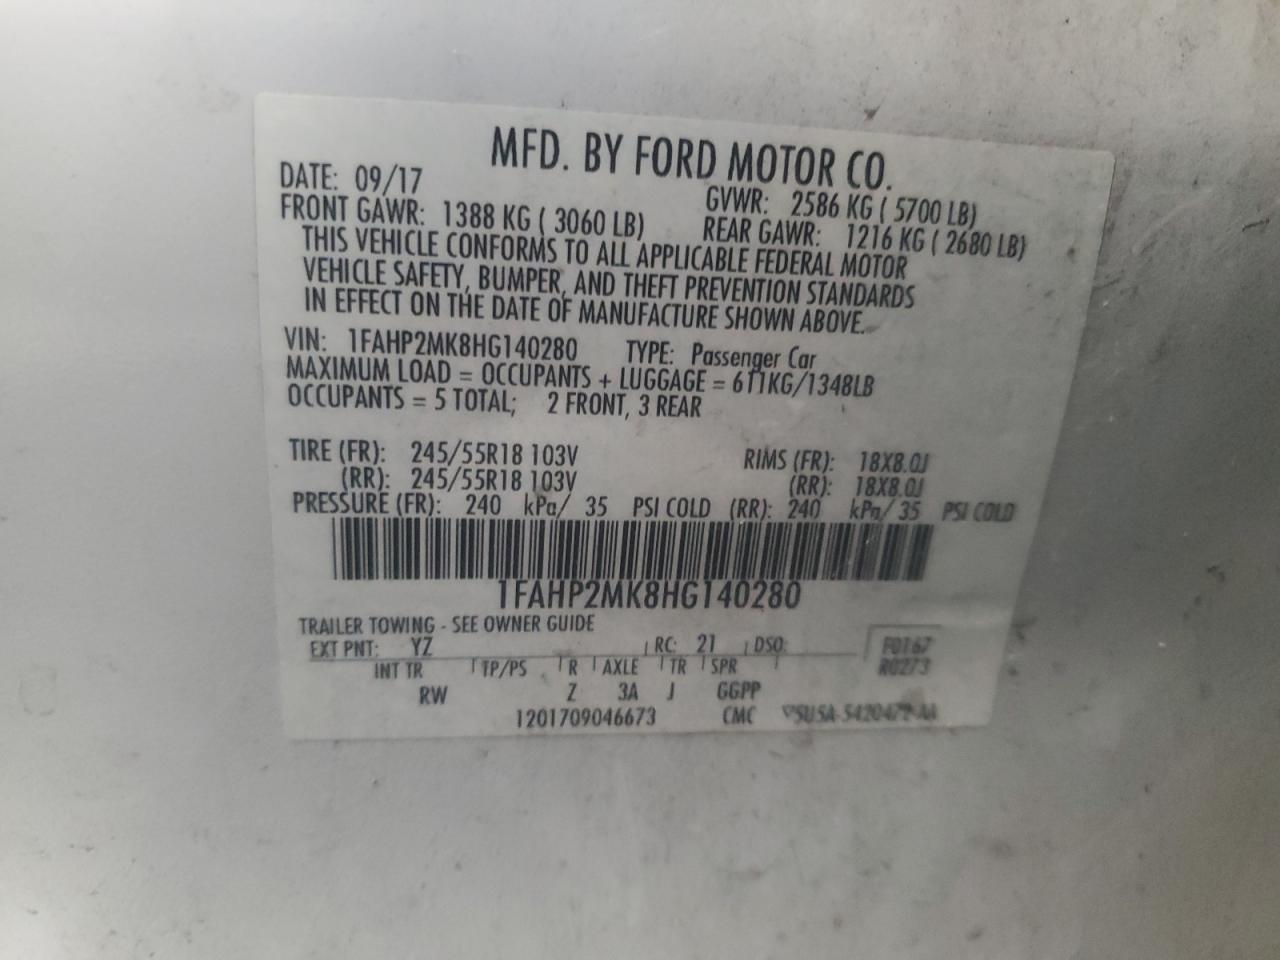 MFD. BY FORD MOTOR CO.
DATE: 09/17 GVWR: 2586 KG ( 5700 LB)
FRONT GAWR: 1388 KG ( 3060 LB) REAR GAWR: 1216 KG ( 2680 LB)
THIS VEHICLE CONFORMS TO ALL APPLICABLE FEDERAL MOTOR
VEHICLE SAFETY, BUMPER, AND THEFT PREVENTION STANDARDS
IN EFFECT ON THE DATE OF MANUFACTURE SHOWN ABOVE.
VIN: 1FAHP2MK8HG140280 TYPE: Passenger Car
MAXIMUM LOAD = OCCUPANTS + LUGGAGE = 611KG/1348LB
OCCUPANTS = 5 TOTAL; 2 FRONT, 3 REAR
TIRE (FR): 245/55R18 103V RIMS (FR): 18X8.0J
(RR): 245/55R18 103V (RR): 18X8.0J
PRESSURE (FR): 240 kPa/ 35 PSI COLD (RR): 240 kPa/ 35 PSI COLD
1FAHP2MK8HG140280
TRAILER TOWING - SEE OWNER GUIDE
EXT PNT: YZ RC: 21 DSO: F0167
INT TR TP/PS R AXLE TR SPR R0273
RW Z 3A J GGPP
1201709046673 CMC